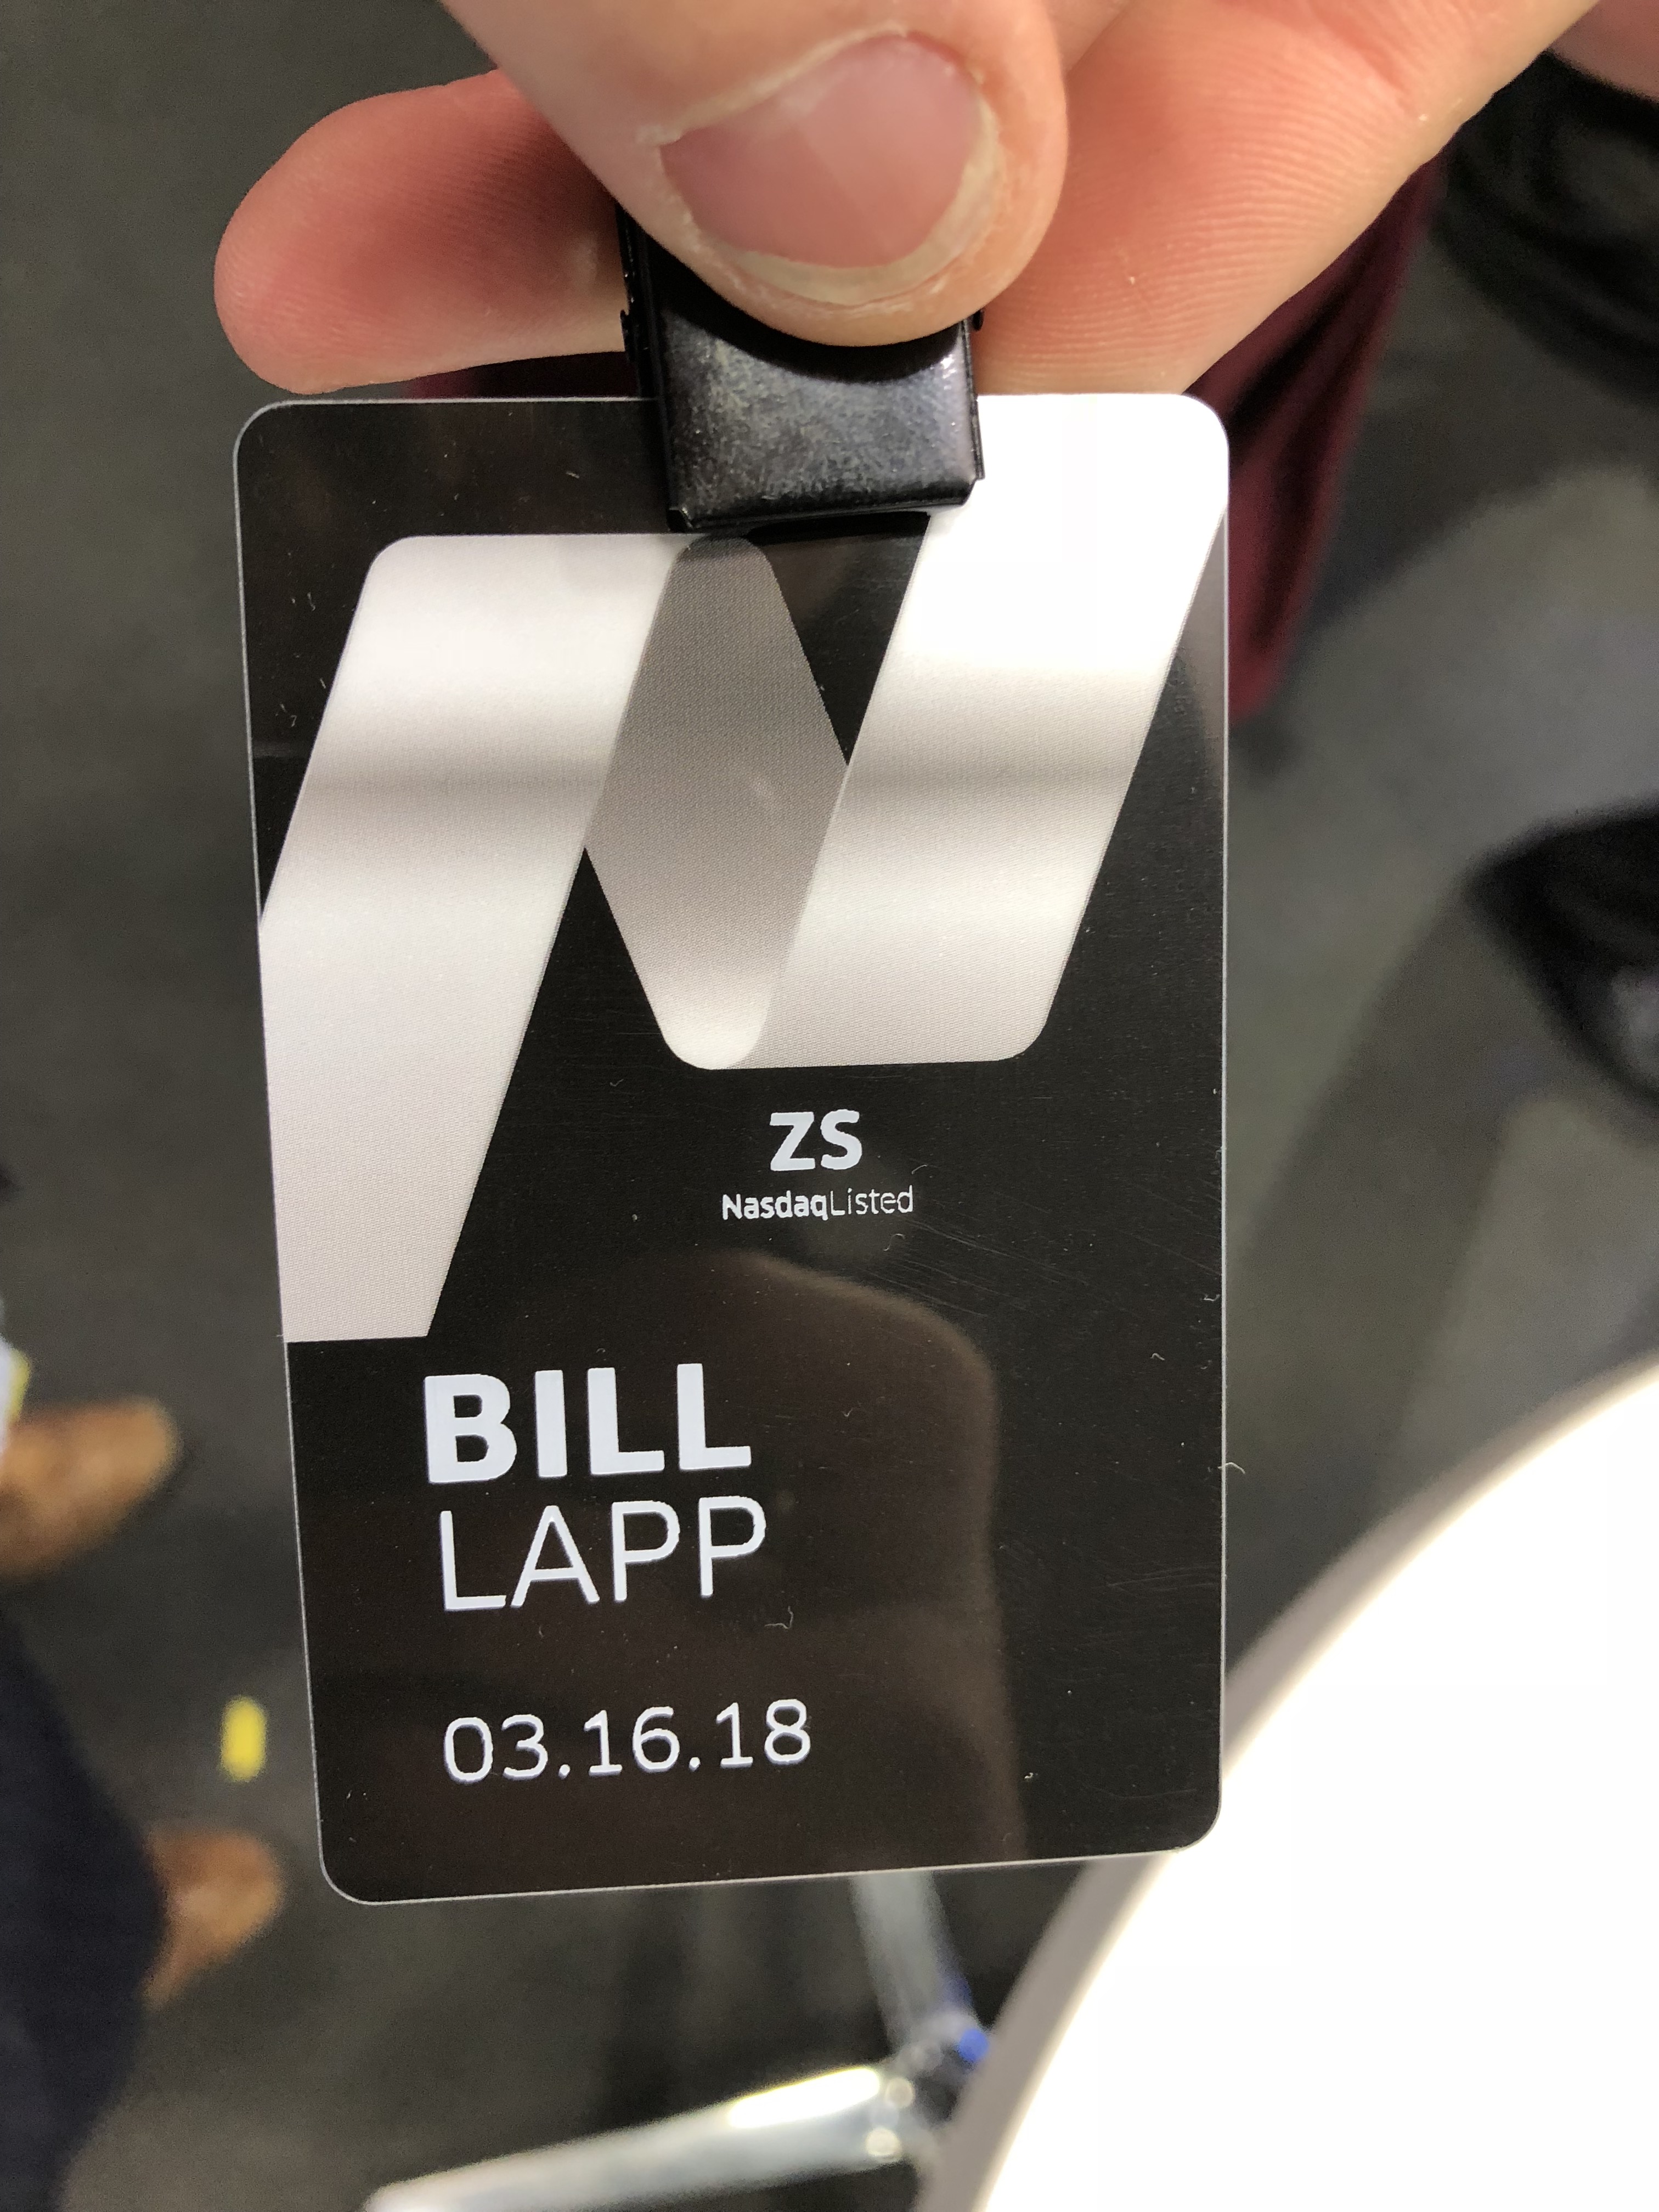 ZS
NasdaqListed
BILL
LAPP
03.16.18